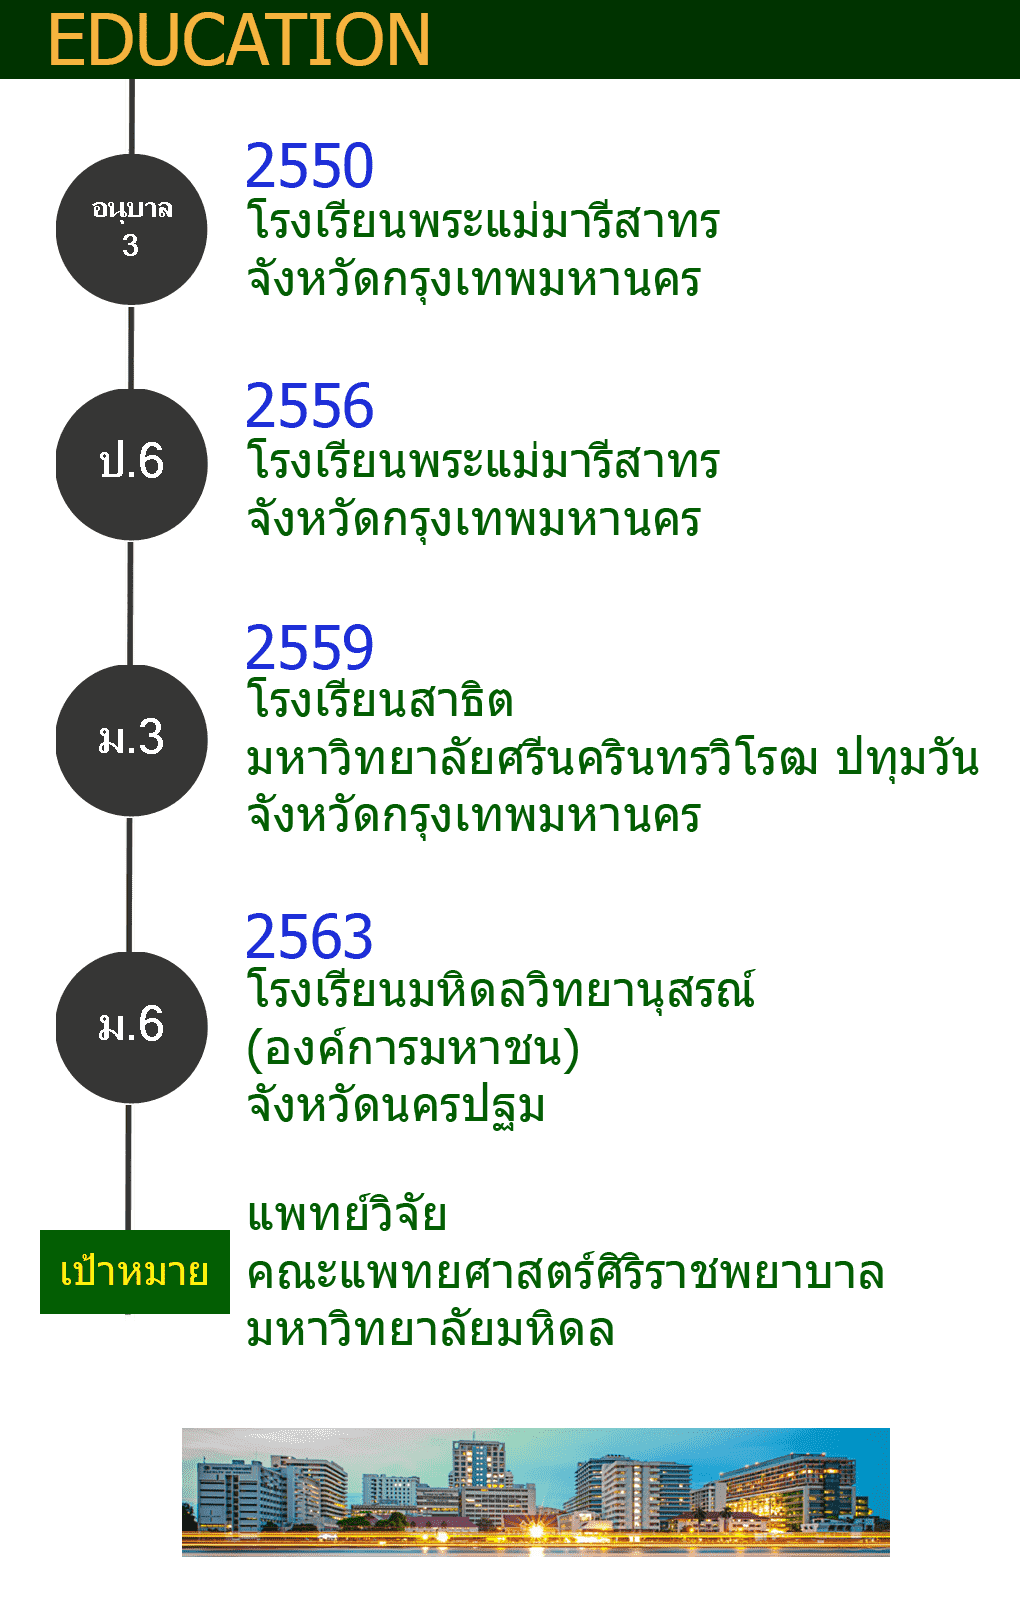 EDUCATION
อนุบาล
3
2550
โรงเรียนพระแม่มารีสาทร
จังหวัดกรุงเทพมหานคร
ป.6
2556
โรงเรียนพระแม่มารีสาทร
จังหวัดกรุงเทพมหานคร
ม.3
2559
โรงเรียนสาธิต
มหาวิทยาลัยศรีนครินทรวิโรฒ ปทุมวัน
จังหวัดกรุงเทพมหานคร
ม.6
2563
โรงเรียนมหิดลวิทยานุสรณ์
(องค์การมหาชน)
จังหวัดนครปฐม
เป้าหมาย
แพทย์วิจัย
คณะแพทยศาสตร์ศิริราชพยาบาล
มหาวิทยาลัยมหิดล